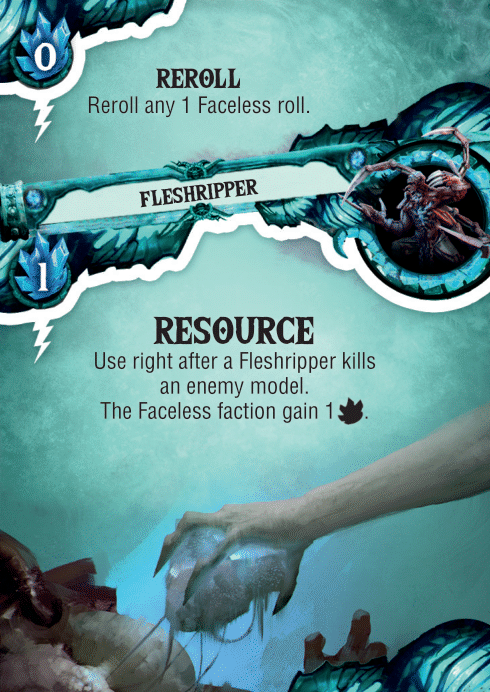 0
REROLL
Reroll any 1 Faceless roll.
FLESHRIPPER
1
RESOURCE
Use right after a Fleshripper kills
an enemy model.
The Faceless faction gain 1 .